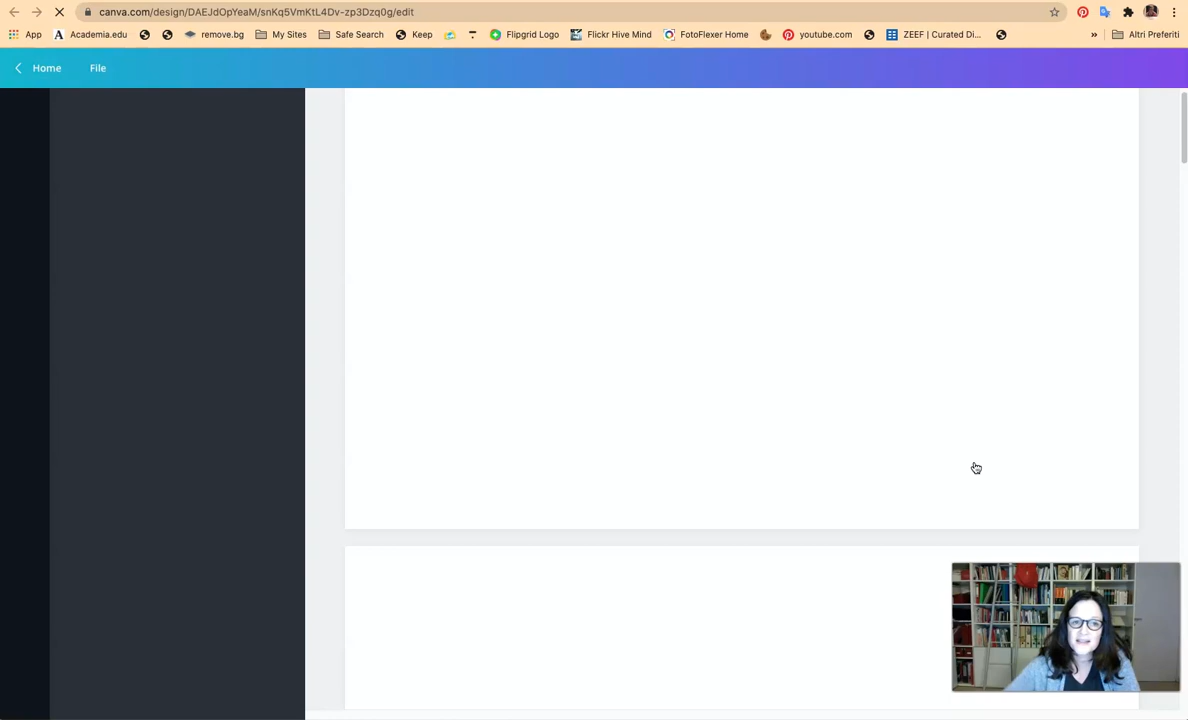 canva.com/design/DAEJdOpYeaM/snKq5VmKtL4Dv-zp3Dzq0g/edit
App Academia.edu remove.bg My Sites Safe Search Keep Flipgrid Logo Flickr Hive Mind FotoFlexer Home youtube.com ZEEF | Curated Di... » Altri Preferiti
Home File